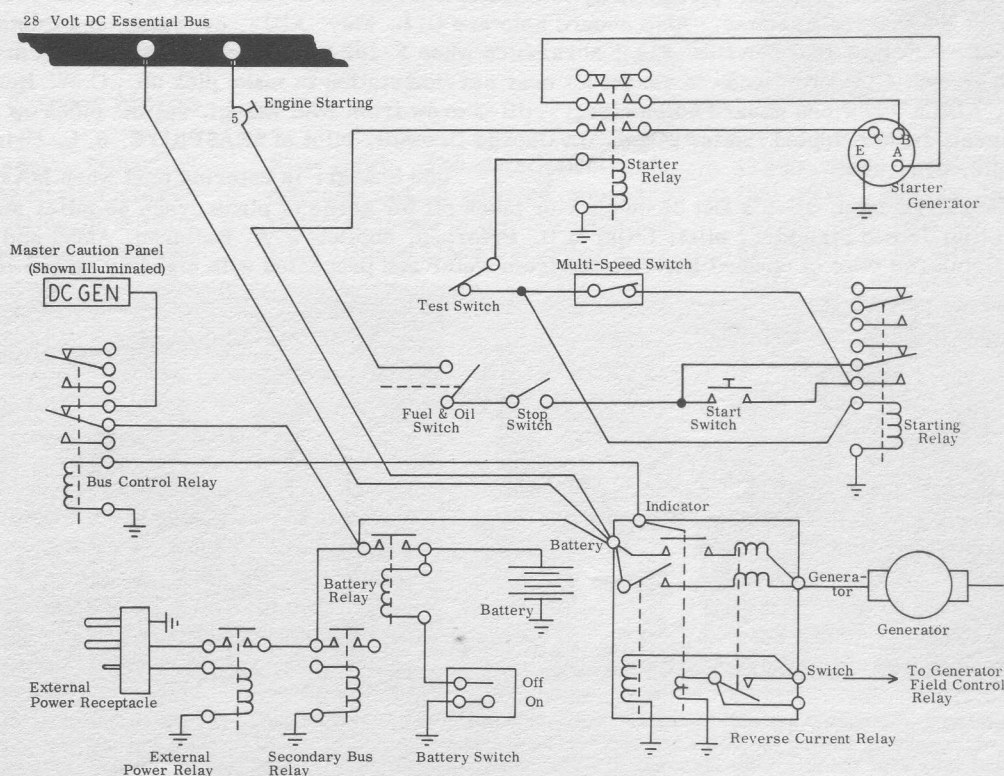 28 Volt DC Essential Bus
5
Engine Starting
Starter
Relay
C
B
E
A
Starter
Generator
Master Caution Panel
(Shown Illuminated)
DC GEN
Multi-Speed Switch
Test Switch
Fuel & Oil
Switch
Stop
Switch
Start
Switch
Starting
Relay
Bus Control Relay
Indicator
Battery
Battery
Relay
Battery
Genera-
tor
Generator
External
Power Receptacle
Off
On
Switch
To Generator
Field Control
Relay
Reverse Current Relay
External
Power Relay
Secondary Bus
Relay
Battery Switch